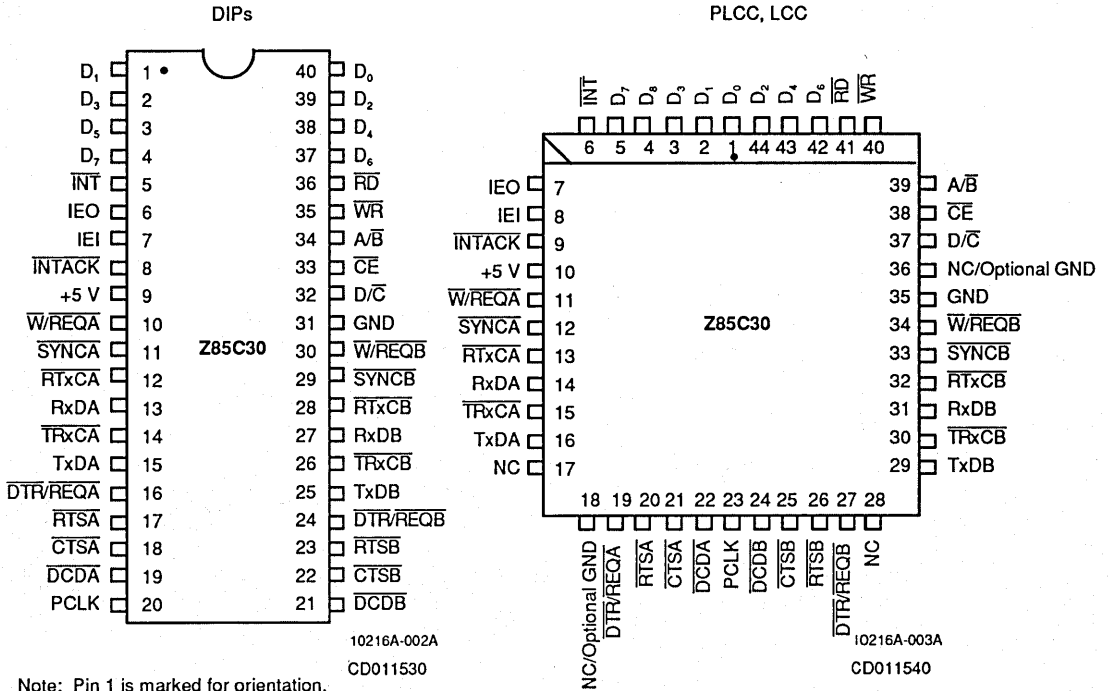 DIPs
D₁ 1 40 D₀
D₃ 2 39 D₂
D₅ 3 38 D₄
D₇ 4 37 D₆
INT 5 36 RD
IEO 6 35 WR
IEI 7 34 A/B
INTACK 8 33 CE
+5 V 9 32 D/C
W/REQA 10 31 GND
SYNCA 11 Z85C30 30 W/REQB
RTxCA 12 29 SYNCB
RxDA 13 28 RTxCB
TRxCA 14 27 RxDB
TxDA 15 26 TRxCB
DTR/REQA 16 25 TxDB
RTSA 17 24 DTR/REQB
CTSA 18 23 RTSB
DCDA 19 22 CTSB
PCLK 20 21 DCDB
10216A-002A
CD011530
Note: Pin 1 is marked for orientation.
PLCC, LCC
INT D₇ D₈ D₃ D₁ D₀ D₂ D₄ D₆ RD WR
6 5 4 3 2 1 44 43 42 41 40
IEO 7 39 A/B
IEI 8 38 CE
INTACK 9 37 D/C
+5 V 10 36 NC/Optional GND
W/REQA 11 35 GND
SYNCA 12 Z85C30 34 W/REQB
RTxCA 13 33 SYNCB
RxDA 14 32 RTxCB
TRxCA 15 31 RxDB
TxDA 16 30 TRxCB
NC 17 29 TxDB
18 19 20 21 22 23 24 25 26 27 28
NC/Optional GND DTR/REQA RTSA CTSA DCDA PCLK DCDB CTSB RTSB DTR/REQB NC
10216A-003A
CD011540